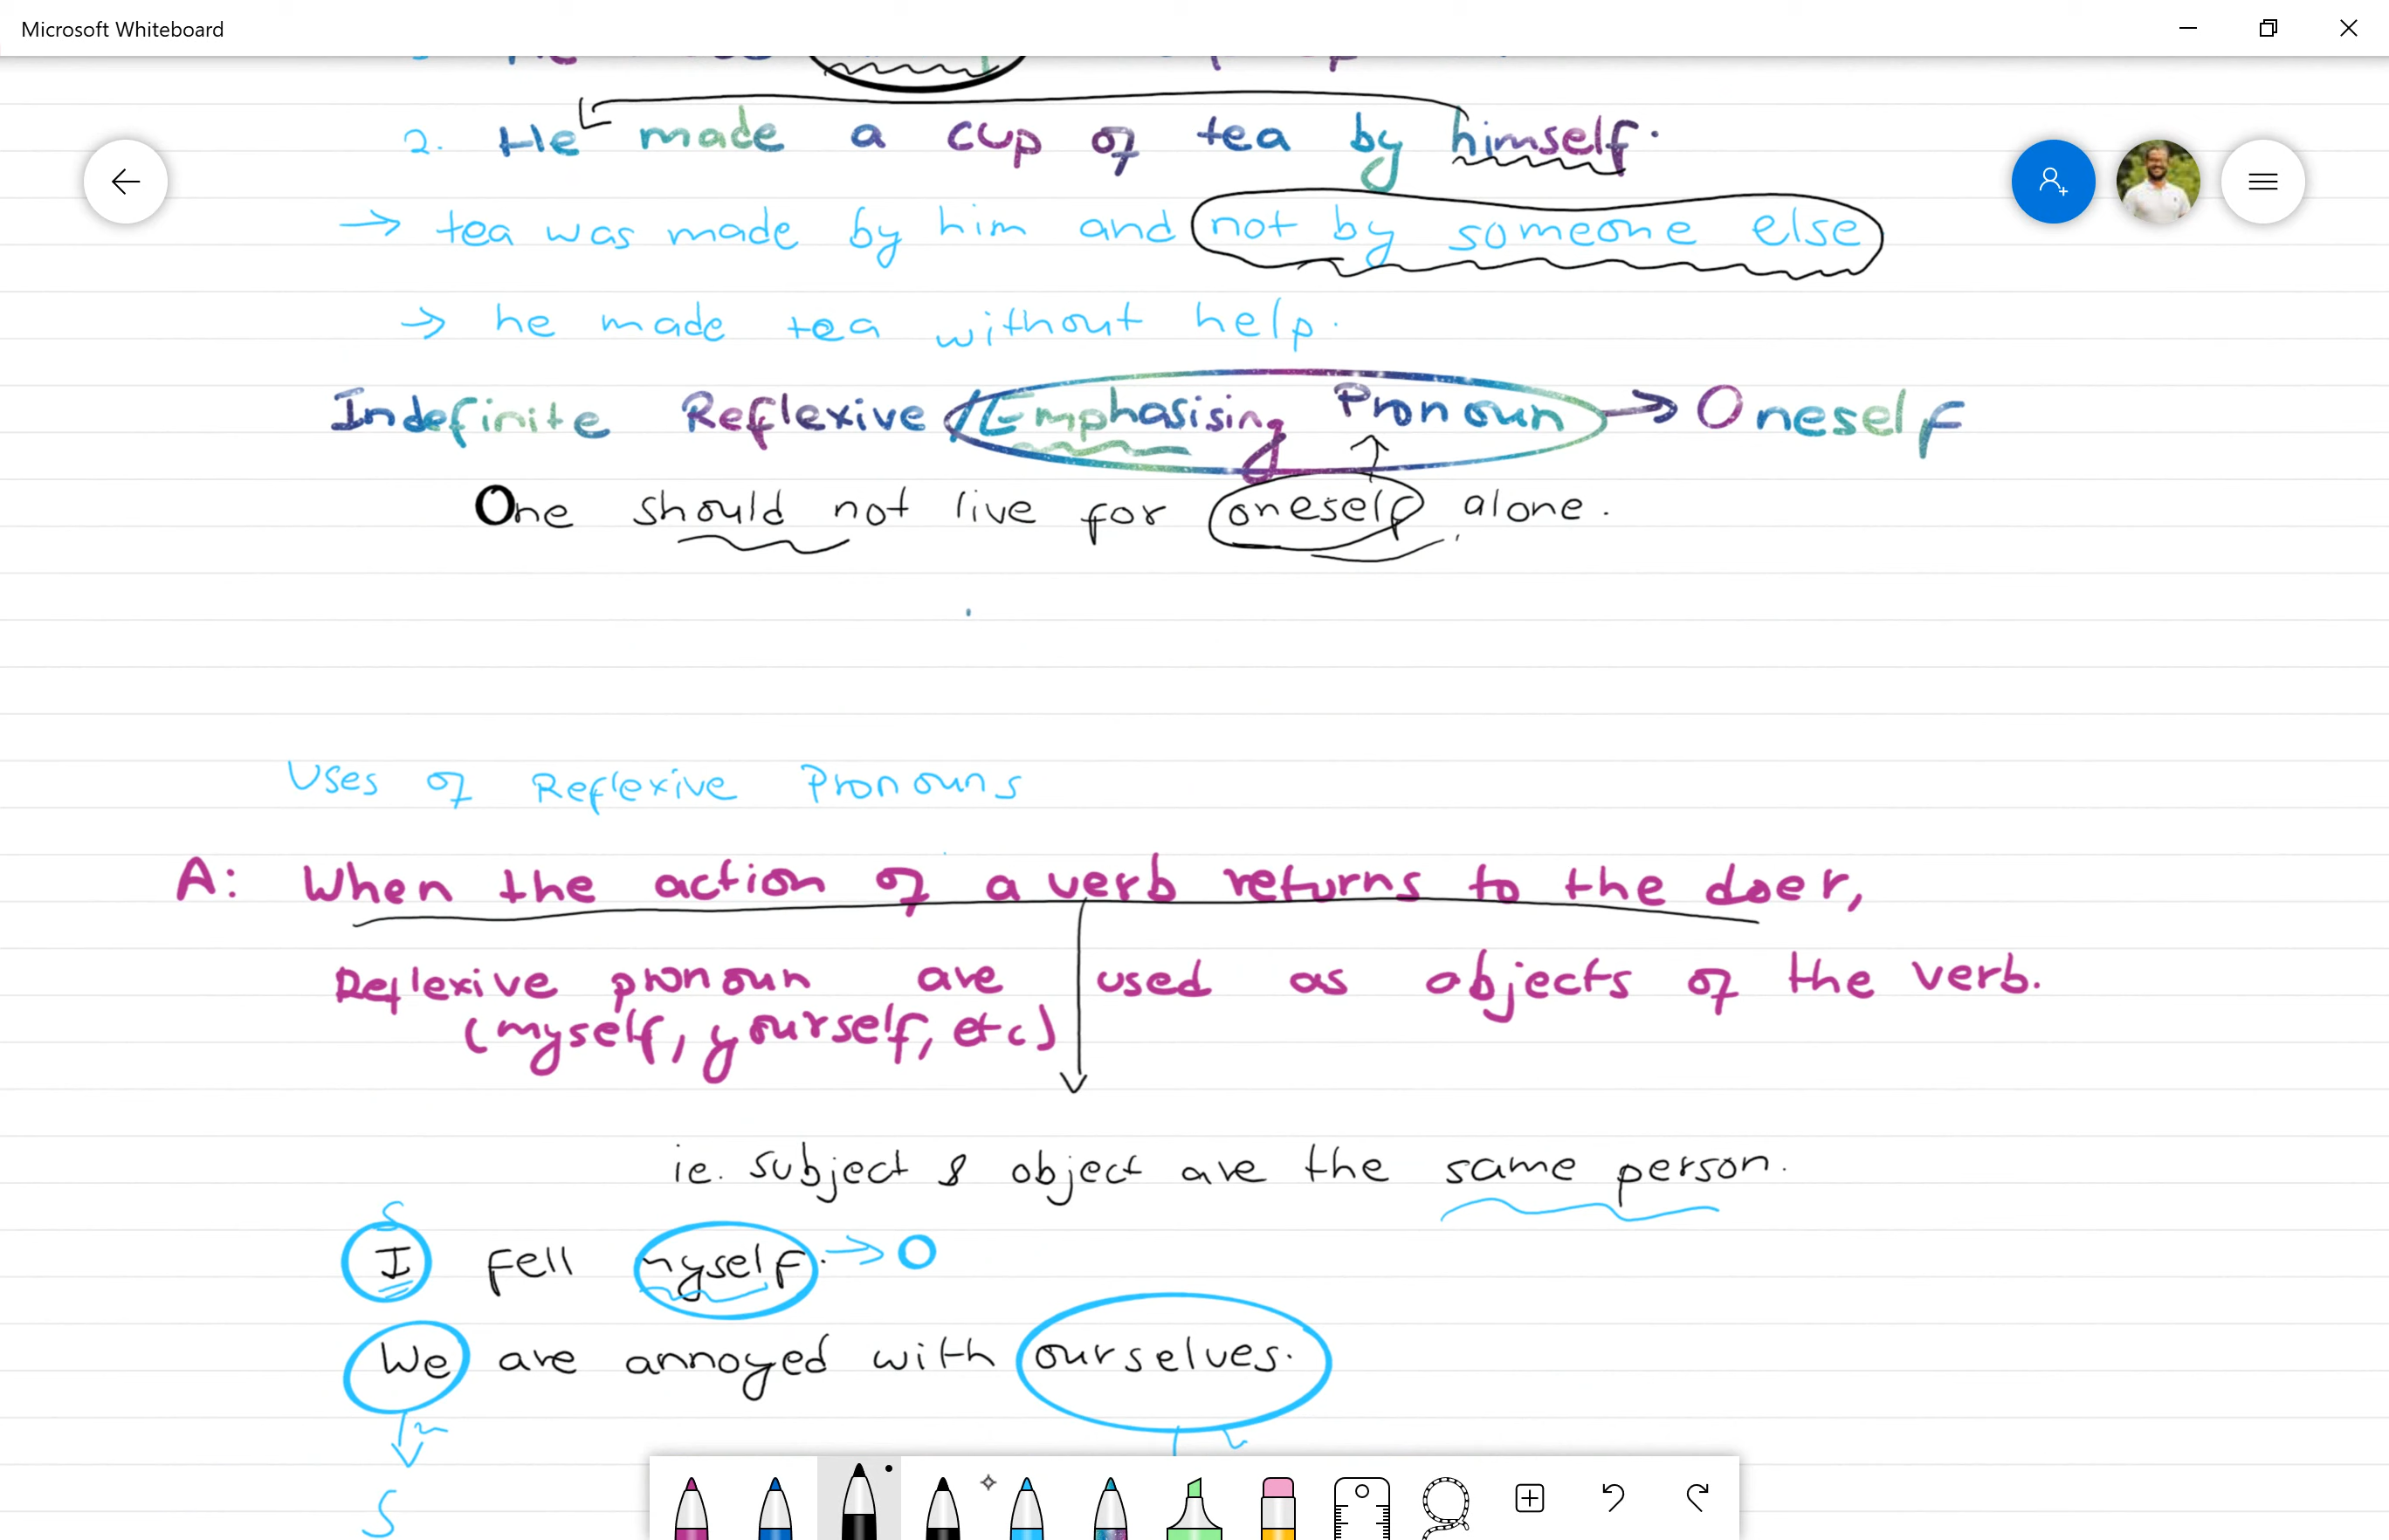 Microsoft Whiteboard
2. He made a cup of tea by himself.
→ tea was made by him and not by someone else
→ he made tea without help.
Indefinite Reflexive/Emphasising Pronoun → Oneself
One should not live for oneself alone.
Uses of Reflexive Pronouns
A: When the action of a verb returns to the doer,
Reflexive pronoun are used as objects of the verb.
(myself, yourself, etc)
ie. subject & object are the same person.
S
I fell myself. → O
We are annoyed with ourselves.
S